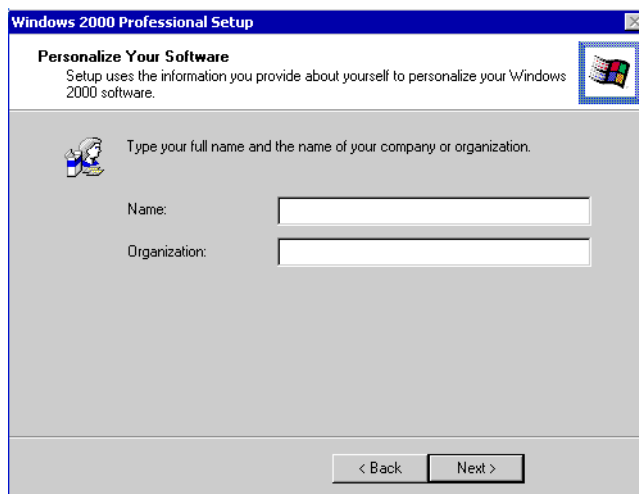 Windows 2000 Professional Setup
Personalize Your Software
Setup uses the information you provide about yourself to personalize your Windows
2000 software.
Type your full name and the name of your company or organization.
Name:
Organization:
< Back
Next >